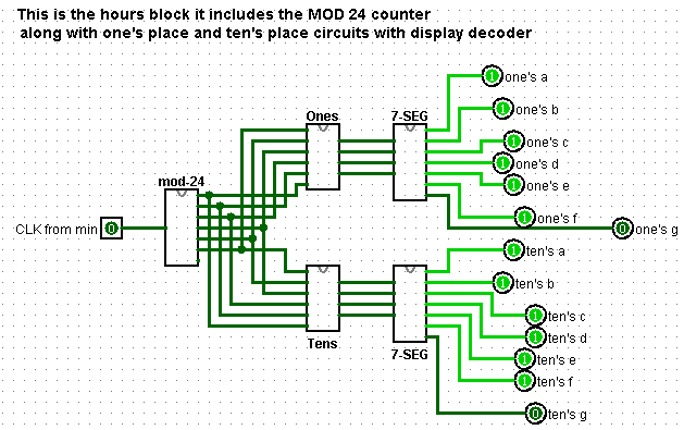 This is the hours block it includes the MOD 24 counter
along with one's place and ten's place circuits with display decoder
1 one's a
Ones
7-SEG
1 one's b
1 one's c
1 one's d
mod-24
1 one's e
1 one's f
CLK from min 0
0 one's g
1 ten's a
1 ten's b
1 ten's c
1 ten's d
Tens
7-SEG
1 ten's e
1 ten's f
0 ten's g